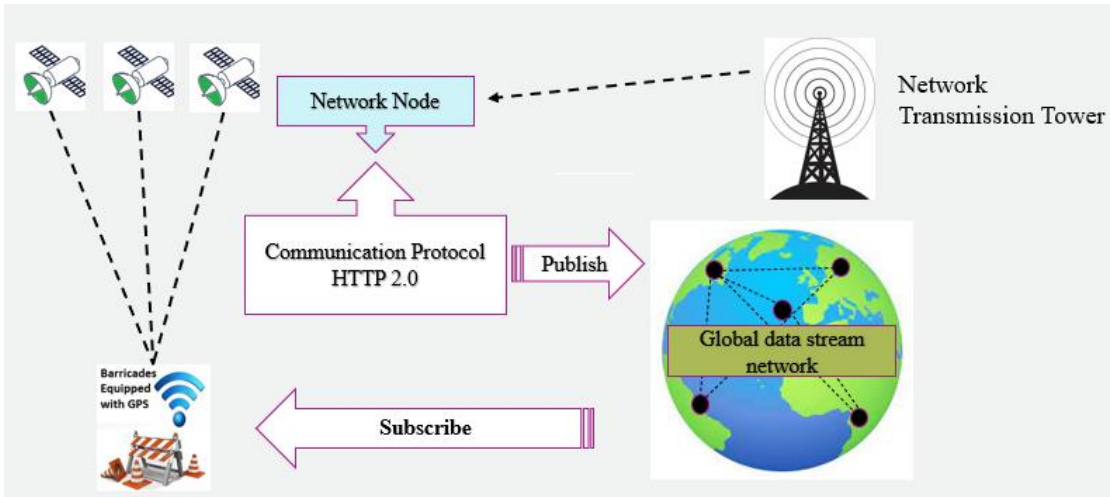 Network Node
Network
Transmission Tower
Communication Protocol
HTTP 2.0
Publish
Global data stream
network
Barricades
Equipped
with GPS
Subscribe